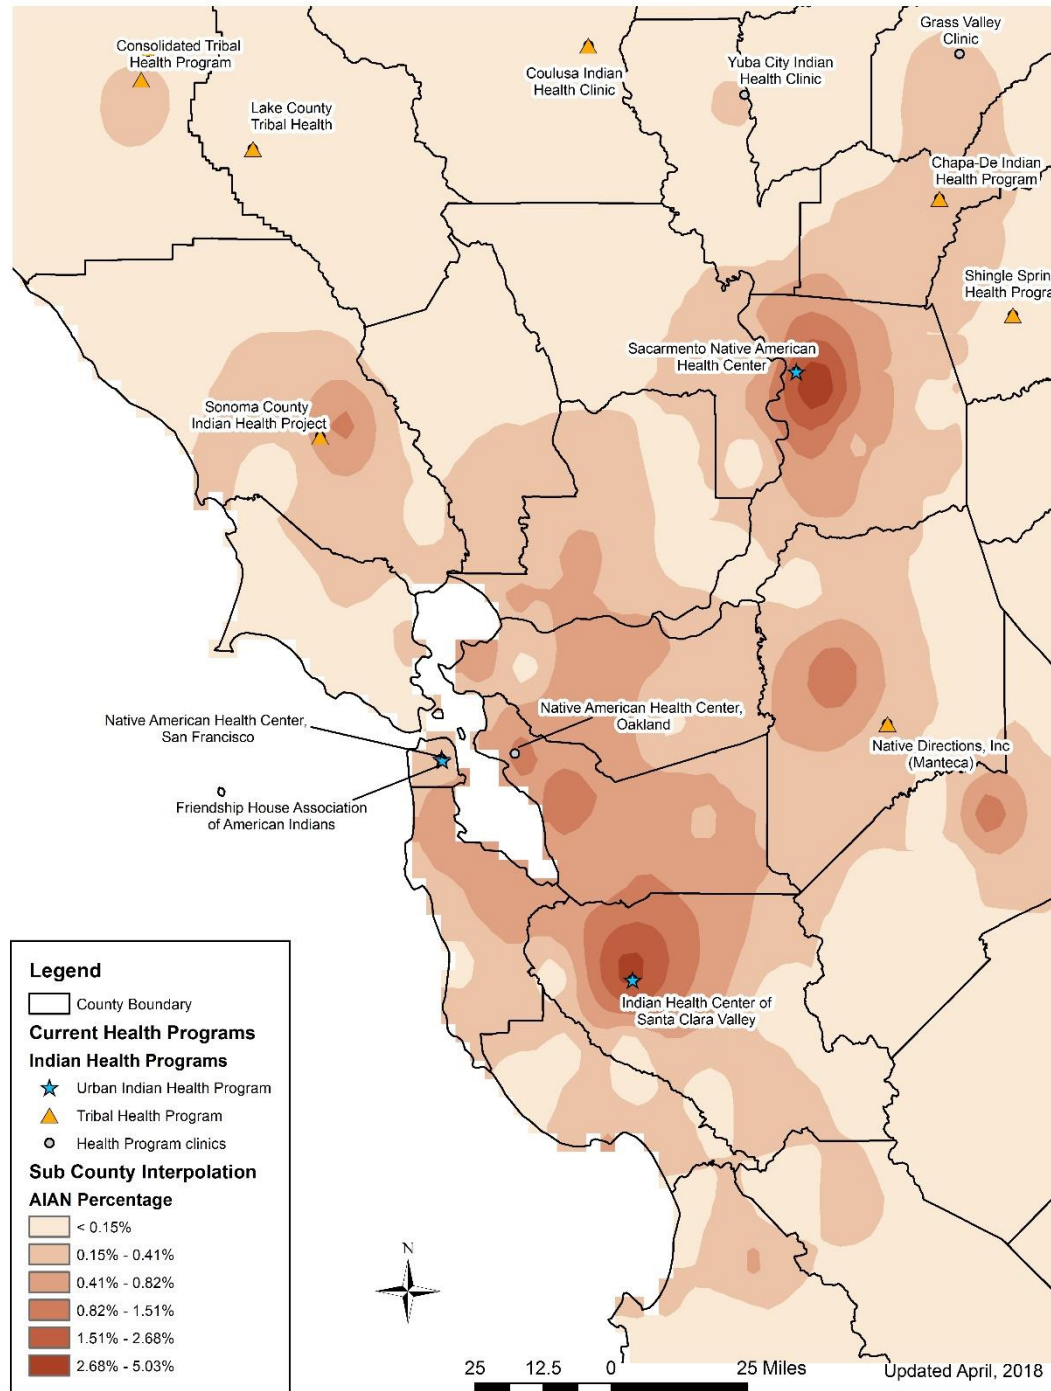 Grass Valley
Clinic
Consolidated Tribal
Health Program
Coulusa Indian
Health Clinic
Yuba City Indian
Health Clinic
Lake County
Tribal Health
Chapa-De Indian
Health Program
Shingle Sprin
Health Progra
Sacarmento Native American
Health Center
Sonoma County
Indian Health Project
Native American Health Center,
San Francisco
Native American Health Center,
Oakland
Native Directions, Inc
(Manteca)
Friendship House Association
of American Indians
Indian Health Center of
Santa Clara Valley
Legend
County Boundary
Current Health Programs
Indian Health Programs
Urban Indian Health Program
Tribal Health Program
Health Program clinics
Sub County Interpolation
AIAN Percentage
< 0.15%
0.15% - 0.41%
0.41% - 0.82%
0.82% - 1.51%
1.51% - 2.68%
2.68% - 5.03%
N
25 12.5 0 25 Miles
Updated April, 2018